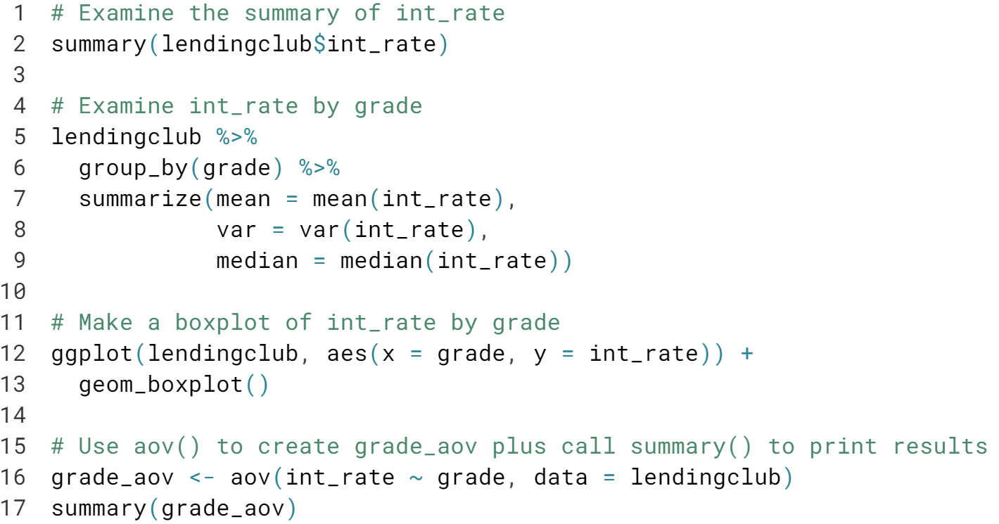 1 # Examine the summary of int_rate
2 summary(lendingclub$int_rate)
3
4 # Examine int_rate by grade
5 lendingclub %>%
6   group_by(grade) %>%
7   summarize(mean = mean(int_rate),
8             var = var(int_rate),
9             median = median(int_rate))
10
11 # Make a boxplot of int_rate by grade
12 ggplot(lendingclub, aes(x = grade, y = int_rate)) +
13   geom_boxplot()
14
15 # Use aov() to create grade_aov plus call summary() to print results
16 grade_aov <- aov(int_rate ~ grade, data = lendingclub)
17 summary(grade_aov)